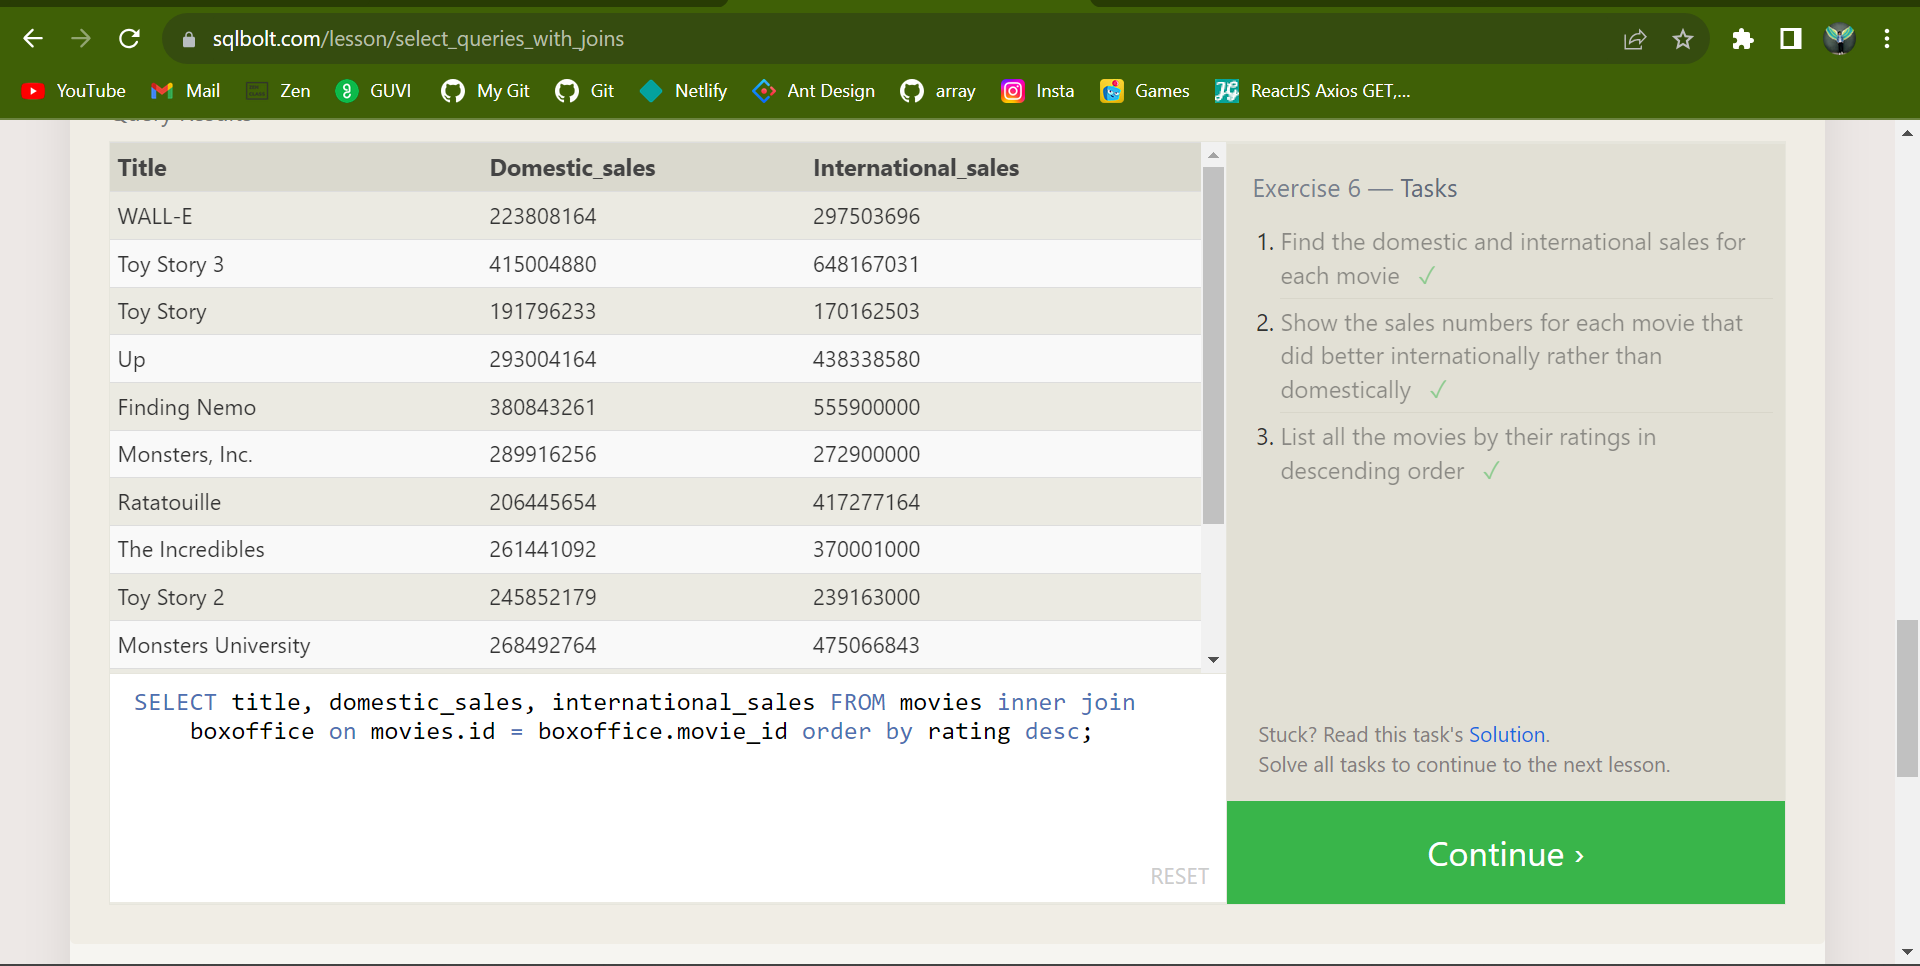 sqlbolt.com/lesson/select_queries_with_joins
YouTube Mail Zen GUVI My Git Git Netlify Ant Design array Insta Games ReactJS Axios GET,...
Query Results
Title Domestic_sales International_sales
WALL-E 223808164 297503696
Toy Story 3 415004880 648167031
Toy Story 191796233 170162503
Up 293004164 438338580
Finding Nemo 380843261 555900000
Monsters, Inc. 289916256 272900000
Ratatouille 206445654 417277164
The Incredibles 261441092 370001000
Toy Story 2 245852179 239163000
Monsters University 268492764 475066843
SELECT title, domestic_sales, international_sales FROM movies inner join
boxoffice on movies.id = boxoffice.movie_id order by rating desc;
RESET
Exercise 6 — Tasks
1. Find the domestic and international sales for
each movie ✓
2. Show the sales numbers for each movie that
did better internationally rather than
domestically ✓
3. List all the movies by their ratings in
descending order ✓
Stuck? Read this task's Solution.
Solve all tasks to continue to the next lesson.
Continue ›